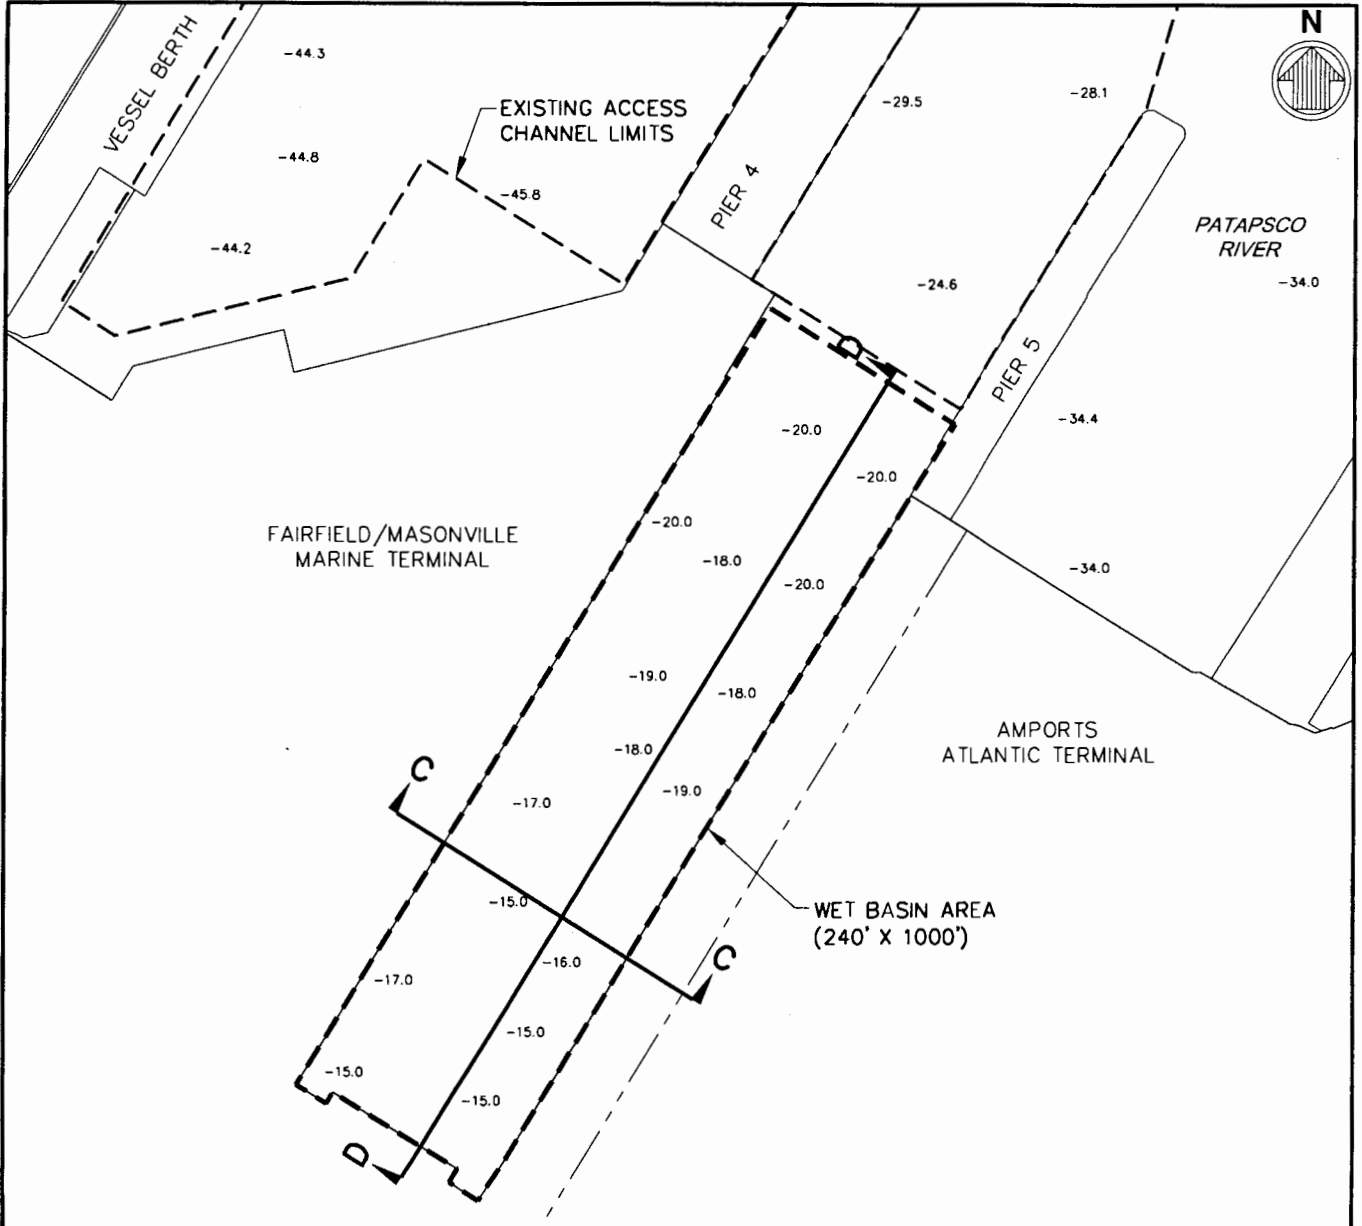 N
VESSEL BERTH
-44.3
EXISTING ACCESS
CHANNEL LIMITS
-29.5
-28.1
-44.8
-45.8
PIER 4
-44.2
PATAPSCO
RIVER
-34.0
-24.6
D
PIER 5
-20.0
-34.4
-20.0
-20.0
FAIRFIELD/MASONVILLE
MARINE TERMINAL
-18.0
-20.0
-34.0
-19.0
-18.0
AMPORTS
ATLANTIC TERMINAL
-18.0
C
-17.0
-19.0
-15.0
WET BASIN AREA
(240' X 1000')
-16.0
C
-17.0
-15.0
-15.0
-15.0
D